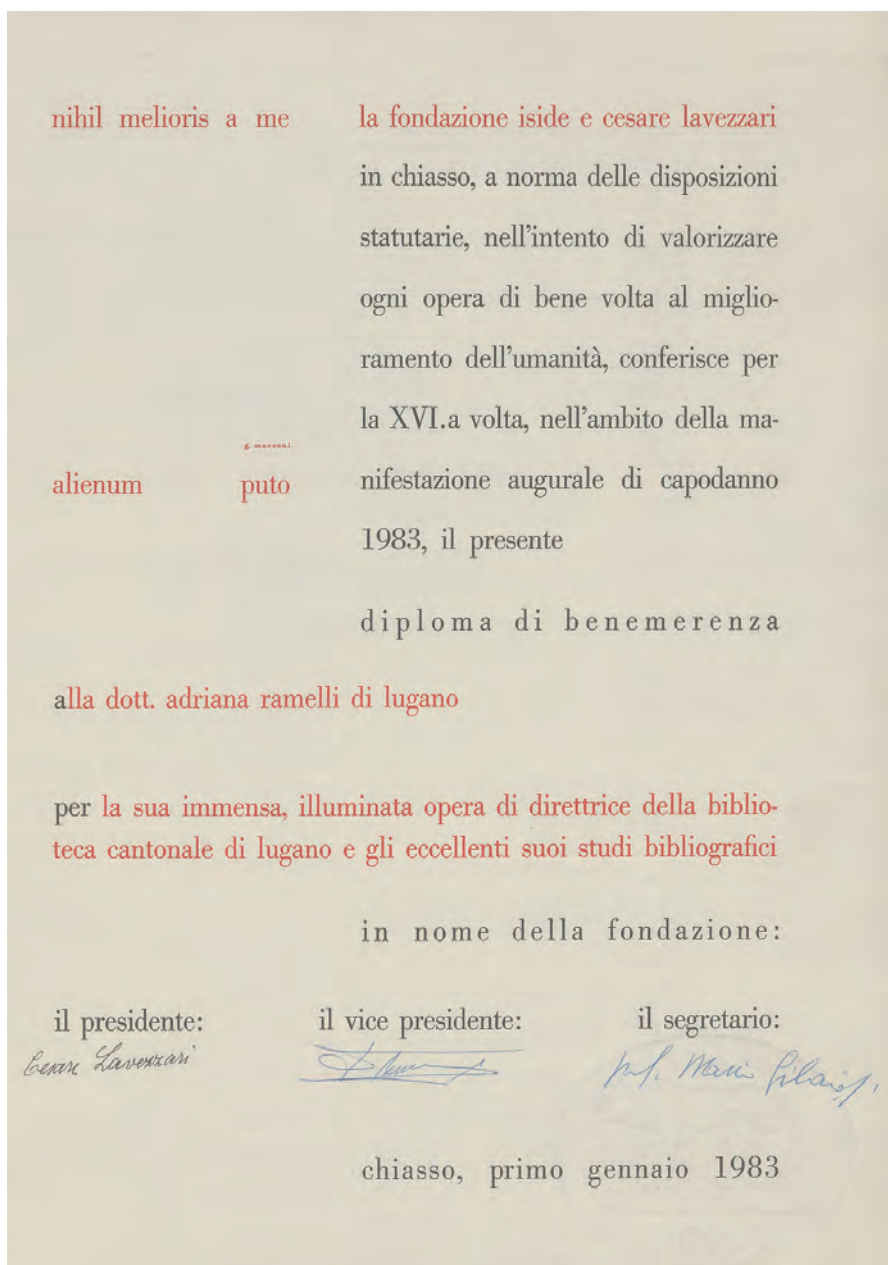 nihil melioris a me
la fondazione iside e cesare lavezzari
in chiasso, a norma delle disposizioni
statutarie, nell'intento di valorizzare
ogni opera di bene volta al miglio-
ramento dell'umanità, conferisce per
la XVI.a volta, nell'ambito della ma-
nifestazione augurale di capodanno
1983, il presente
alienum puto
diploma di benemerenza
alla dott. adriana ramelli di lugano
per la sua immensa, illuminata opera di direttrice della biblio-
teca cantonale di lugano e gli eccellenti suoi studi bibliografici
in nome della fondazione:
il presidente:
Cesare Lavezzari
il vice presidente:
il segretario:
prof. Mario
chiasso, primo gennaio 1983